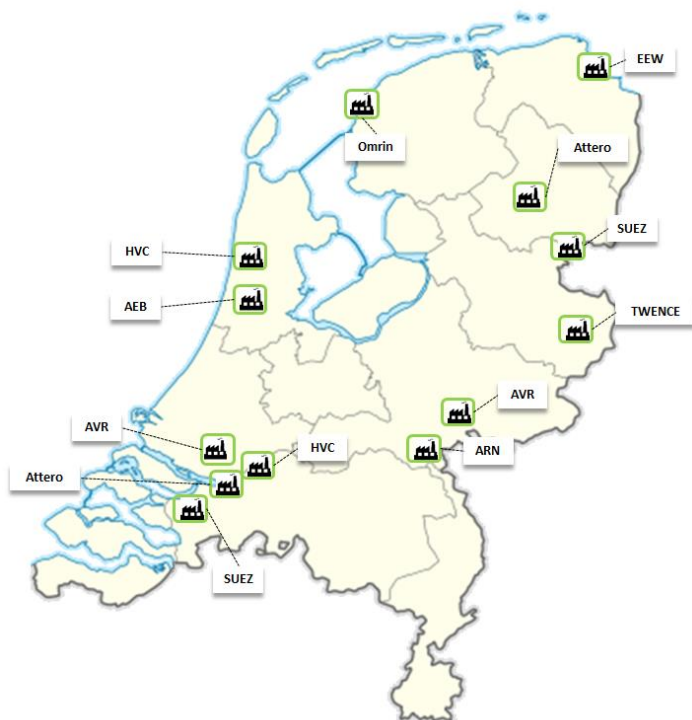 EEW
Omrin
Attero
SUEZ
HVC
AEB
TWENCE
AVR
AVR
HVC
ARN
Attero
SUEZ